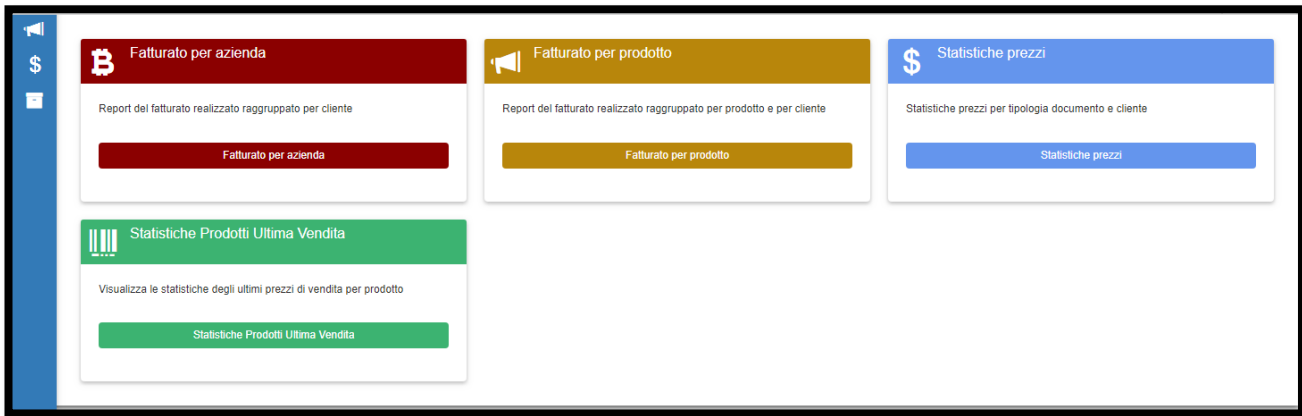 Fatturato per azienda
Report del fatturato realizzato raggruppato per cliente
Fatturato per azienda
Fatturato per prodotto
Report del fatturato realizzato raggruppato per prodotto e per cliente
Fatturato per prodotto
$ Statistiche prezzi
Statistiche prezzi per tipologia documento e cliente
Statistiche prezzi
Statistiche Prodotti Ultima Vendita
Visualizza le statistiche degli ultimi prezzi di vendita per prodotto
Statistiche Prodotti Ultima Vendita